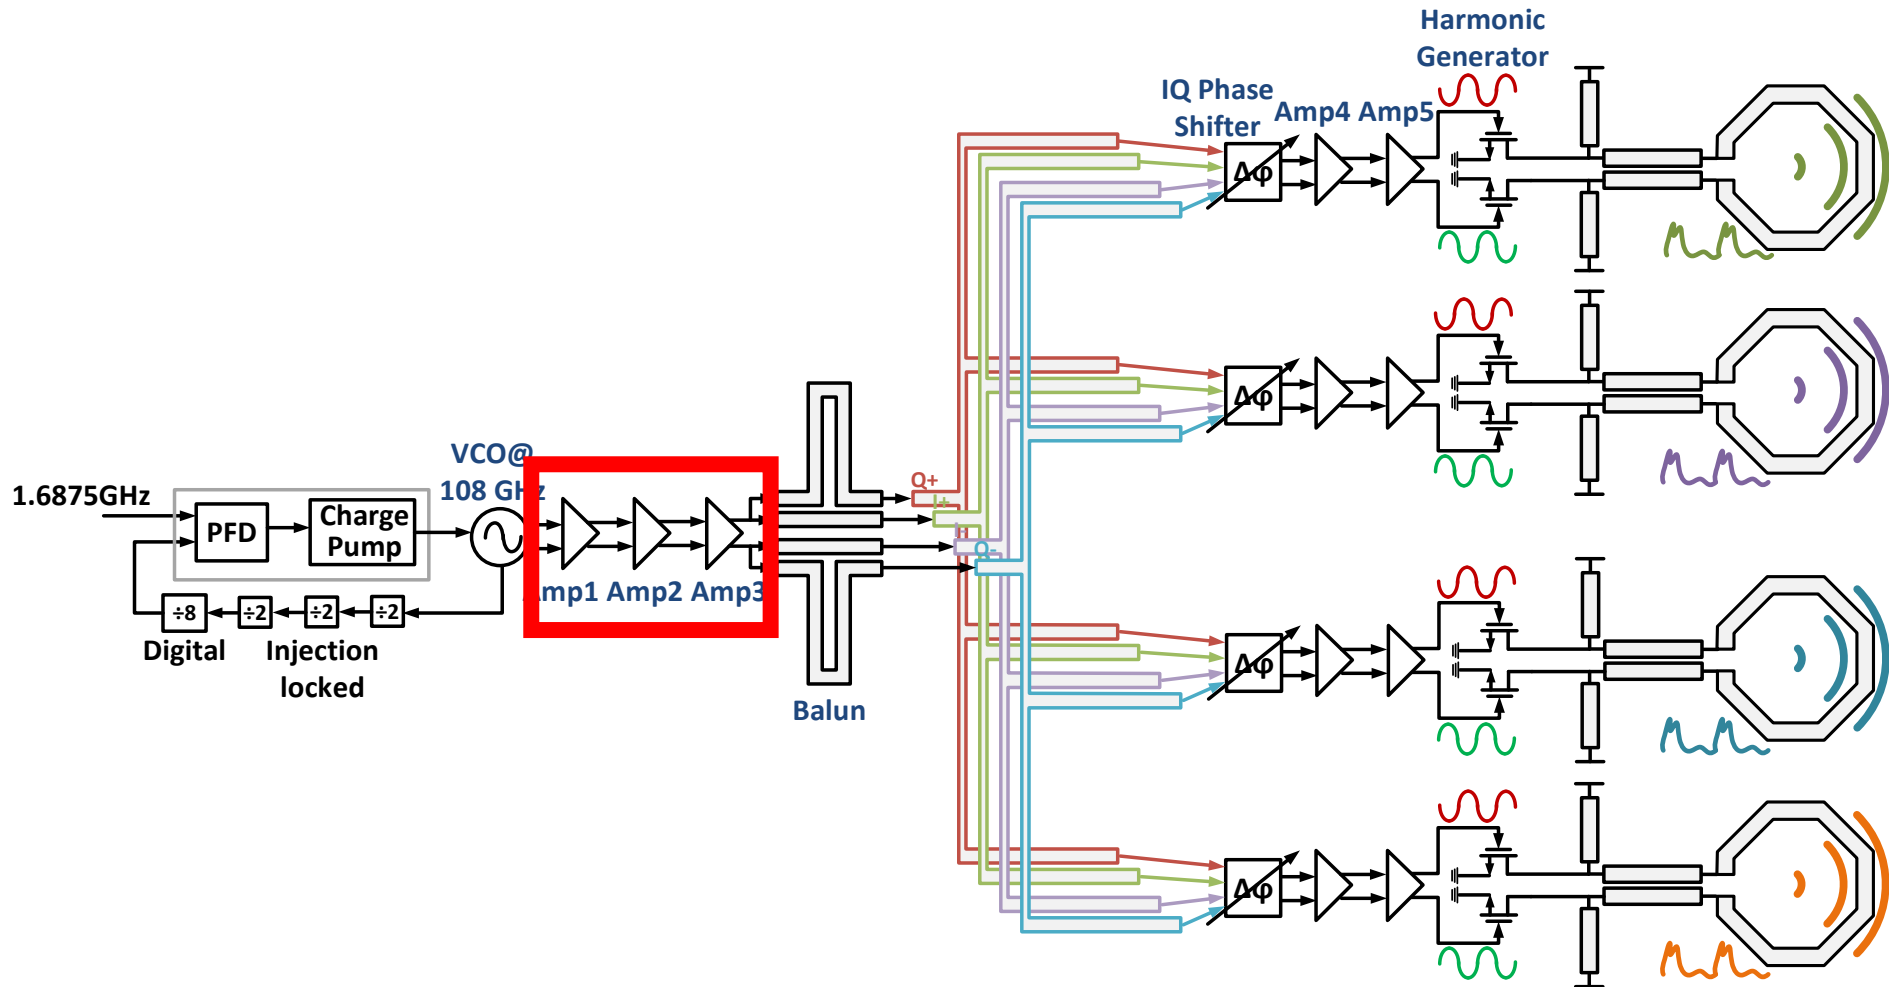 Harmonic
Generator
IQ Phase
Shifter
Amp4 Amp5
Δφ
Δφ
VCO@
108 GHz
1.6875GHz
PFD
Charge
Pump
Q+
I+
Q-
Amp1 Amp2 Amp3
÷8
÷2
÷2
÷2
Digital
Injection
locked
Balun
Δφ
Δφ